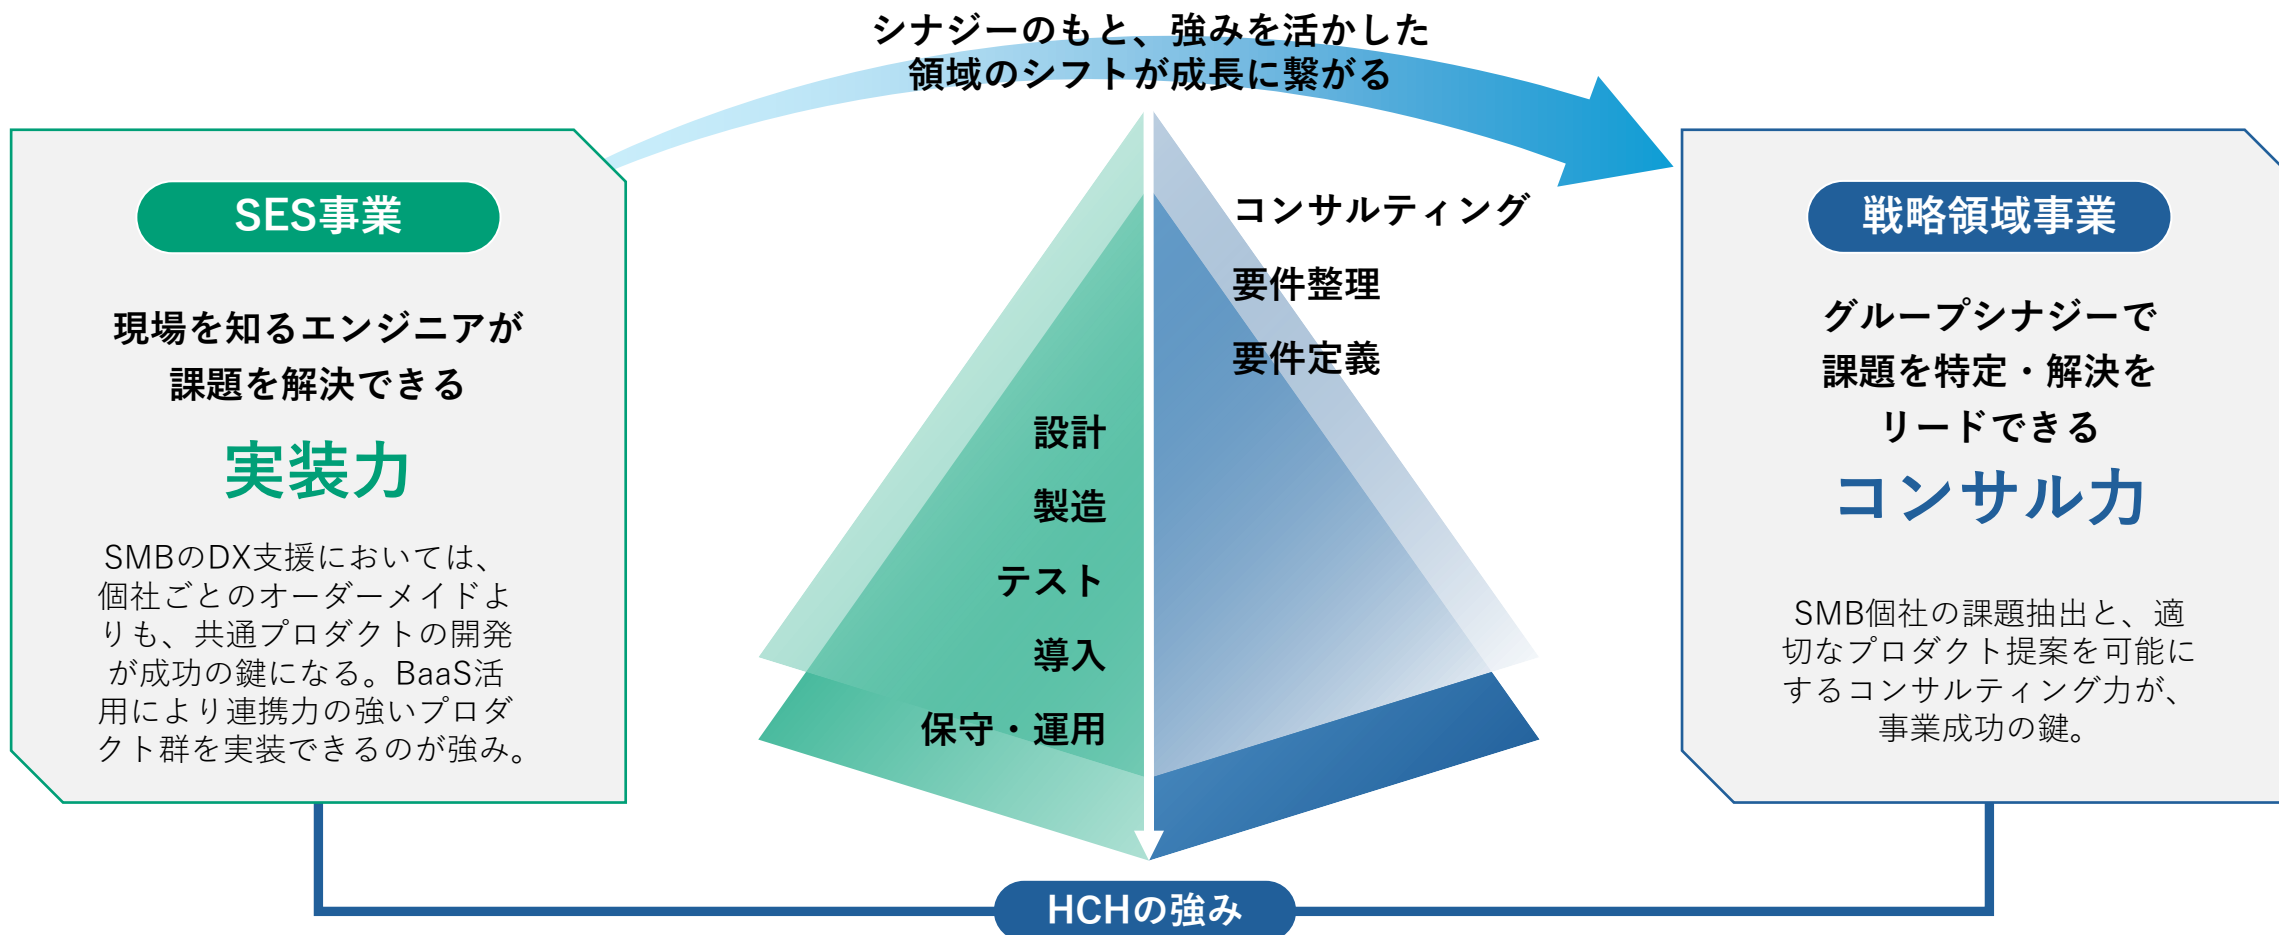 シナジーのもと、強みを活かした
領域のシフトが成長に繋がる
SES事業
現場を知るエンジニアが
課題を解決できる
実装力
SMBのDX支援においては、
個社ごとのオーダーメイドよ
りも、共通プロダクトの開発
が成功の鍵になる。BaaS活
用により連携力の強いプロダ
クト群を実装できるのが強み。
コンサルティング
要件整理
要件定義
設計
製造
テスト
導入
保守・運用
戦略領域事業
グループシナジーで
課題を特定・解決を
リードできる
コンサル力
SMB個社の課題抽出と、適
切なプロダクト提案を可能に
するコンサルティング力が、
事業成功の鍵。
HCHの強み